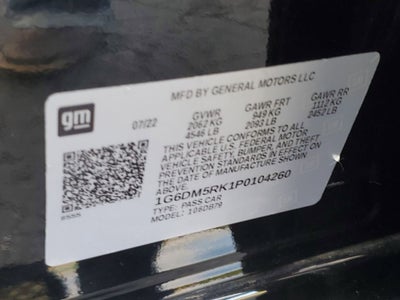 MFD BY GENERAL MOTORS LLC
gm
07/22
GVWR GAWR FRT GAWR RR
2062 KG 949 KG 1112 KG
4546 LB 2092 LB 2452 LB
THIS VEHICLE CONFORMS TO ALL
APPLICABLE U.S. FEDERAL MOTOR
VEHICLE SAFETY, BUMPER, AND THEFT
PREVENTION STANDARDS IN EFFECT ON
THE DATE OF MANUFACTURE SHOWN
ABOVE.
1G6DM5RK1P0104260
TYPE: PASS CAR
MODEL: